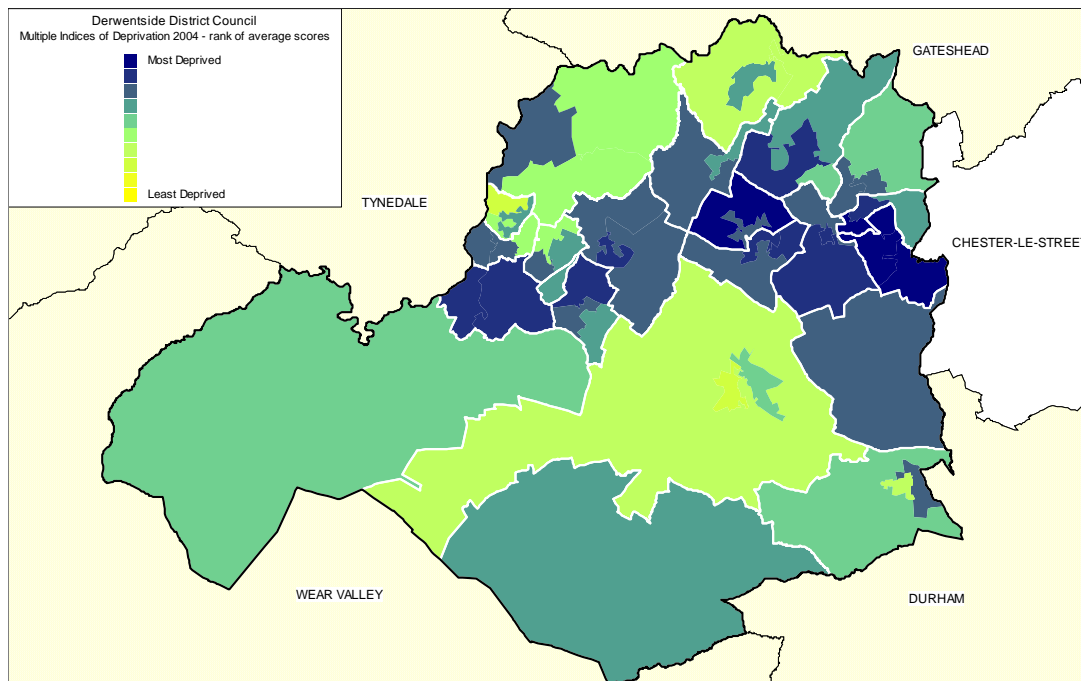 Derwentside District Council
Multiple Indices of Deprivation 2004 - rank of average scores
Most Deprived
Least Deprived
GATESHEAD
TYNEDALE
CHESTER-LE-STREET
WEAR VALLEY
DURHAM